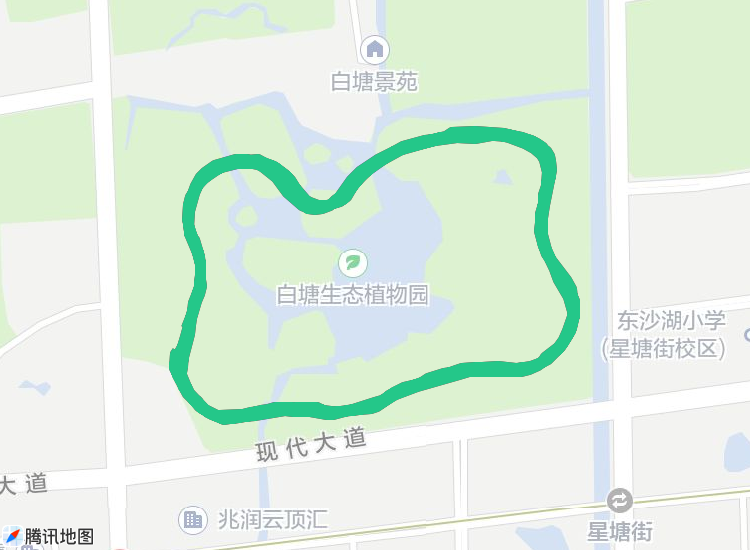 白塘景苑
白塘生态植物园
东沙湖小学
(星塘街校区)
现代大道
大道
兆润云顶汇
星塘街
腾讯地图